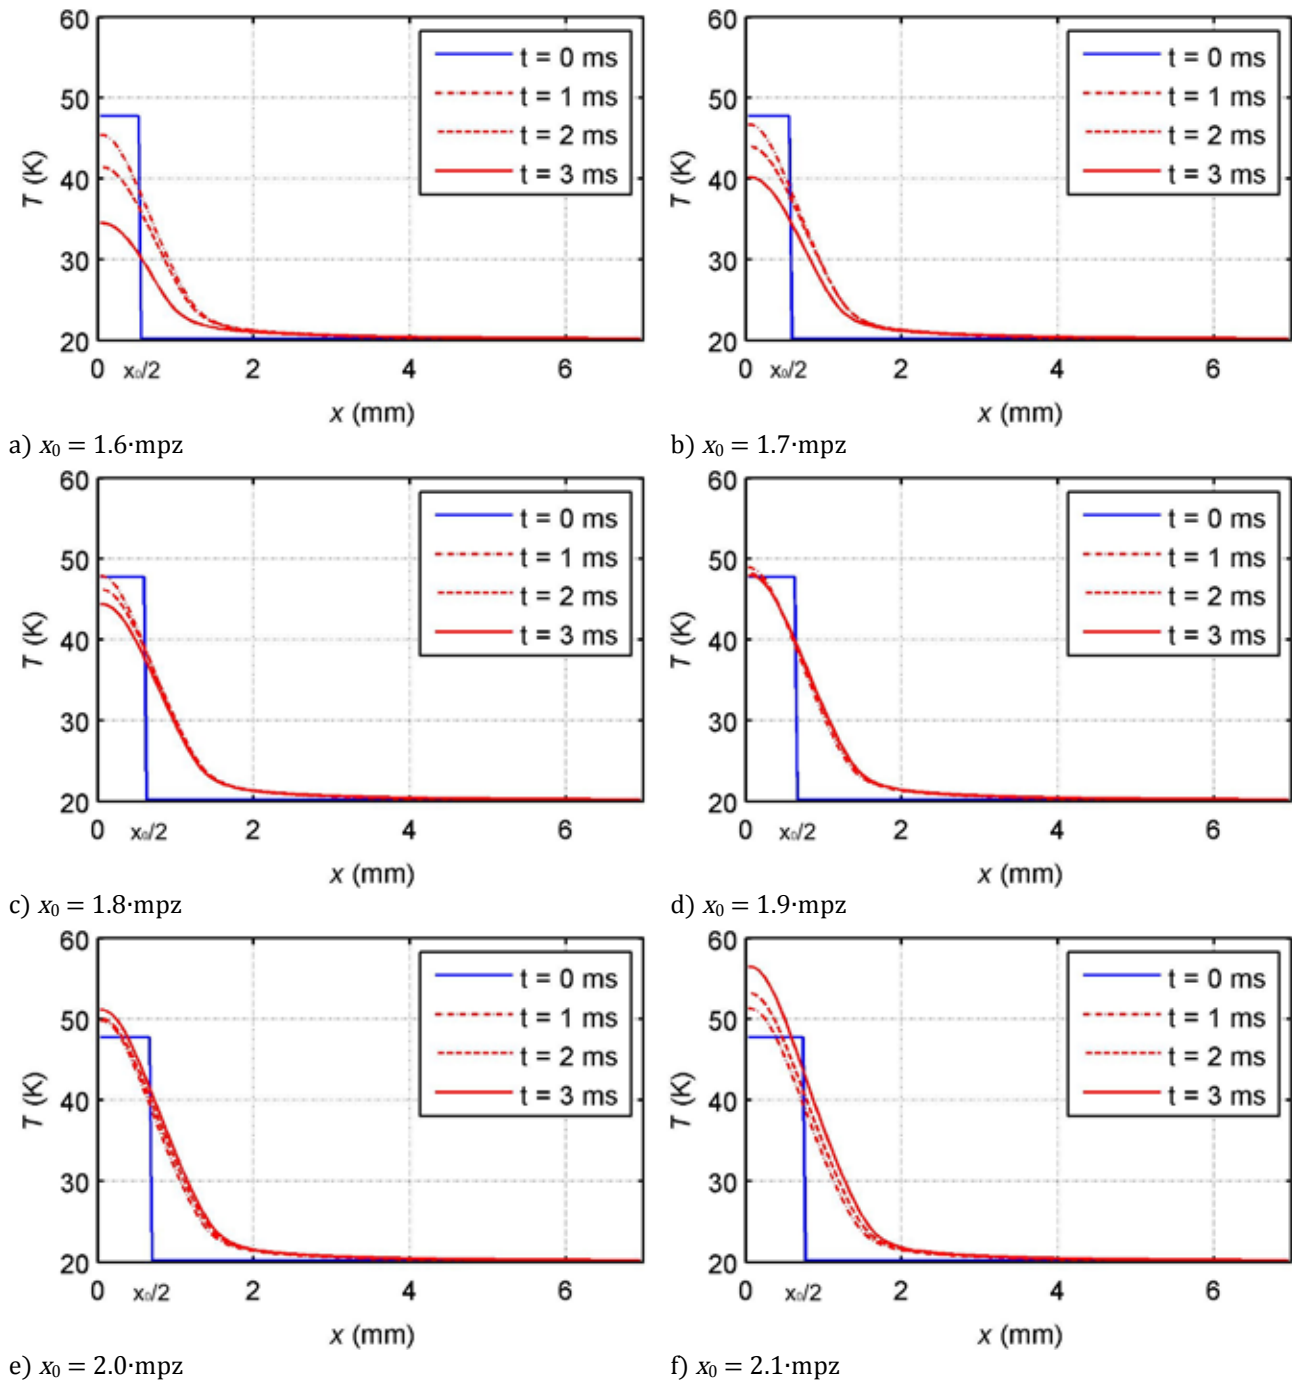 60
50
40
30
20
T (K)
t = 0 ms
t = 1 ms
t = 2 ms
t = 3 ms
0 x₀/2 2 4 6
x (mm)
a) x₀ = 1.6·mpz
60
50
40
30
20
T (K)
t = 0 ms
t = 1 ms
t = 2 ms
t = 3 ms
0 x₀/2 2 4 6
x (mm)
b) x₀ = 1.7·mpz
60
50
40
30
20
T (K)
t = 0 ms
t = 1 ms
t = 2 ms
t = 3 ms
0 x₀/2 2 4 6
x (mm)
c) x₀ = 1.8·mpz
60
50
40
30
20
T (K)
t = 0 ms
t = 1 ms
t = 2 ms
t = 3 ms
0 x₀/2 2 4 6
x (mm)
d) x₀ = 1.9·mpz
60
50
40
30
20
T (K)
t = 0 ms
t = 1 ms
t = 2 ms
t = 3 ms
0 x₀/2 2 4 6
x (mm)
e) x₀ = 2.0·mpz
60
50
40
30
20
T (K)
t = 0 ms
t = 1 ms
t = 2 ms
t = 3 ms
0 x₀/2 2 4 6
x (mm)
f) x₀ = 2.1·mpz